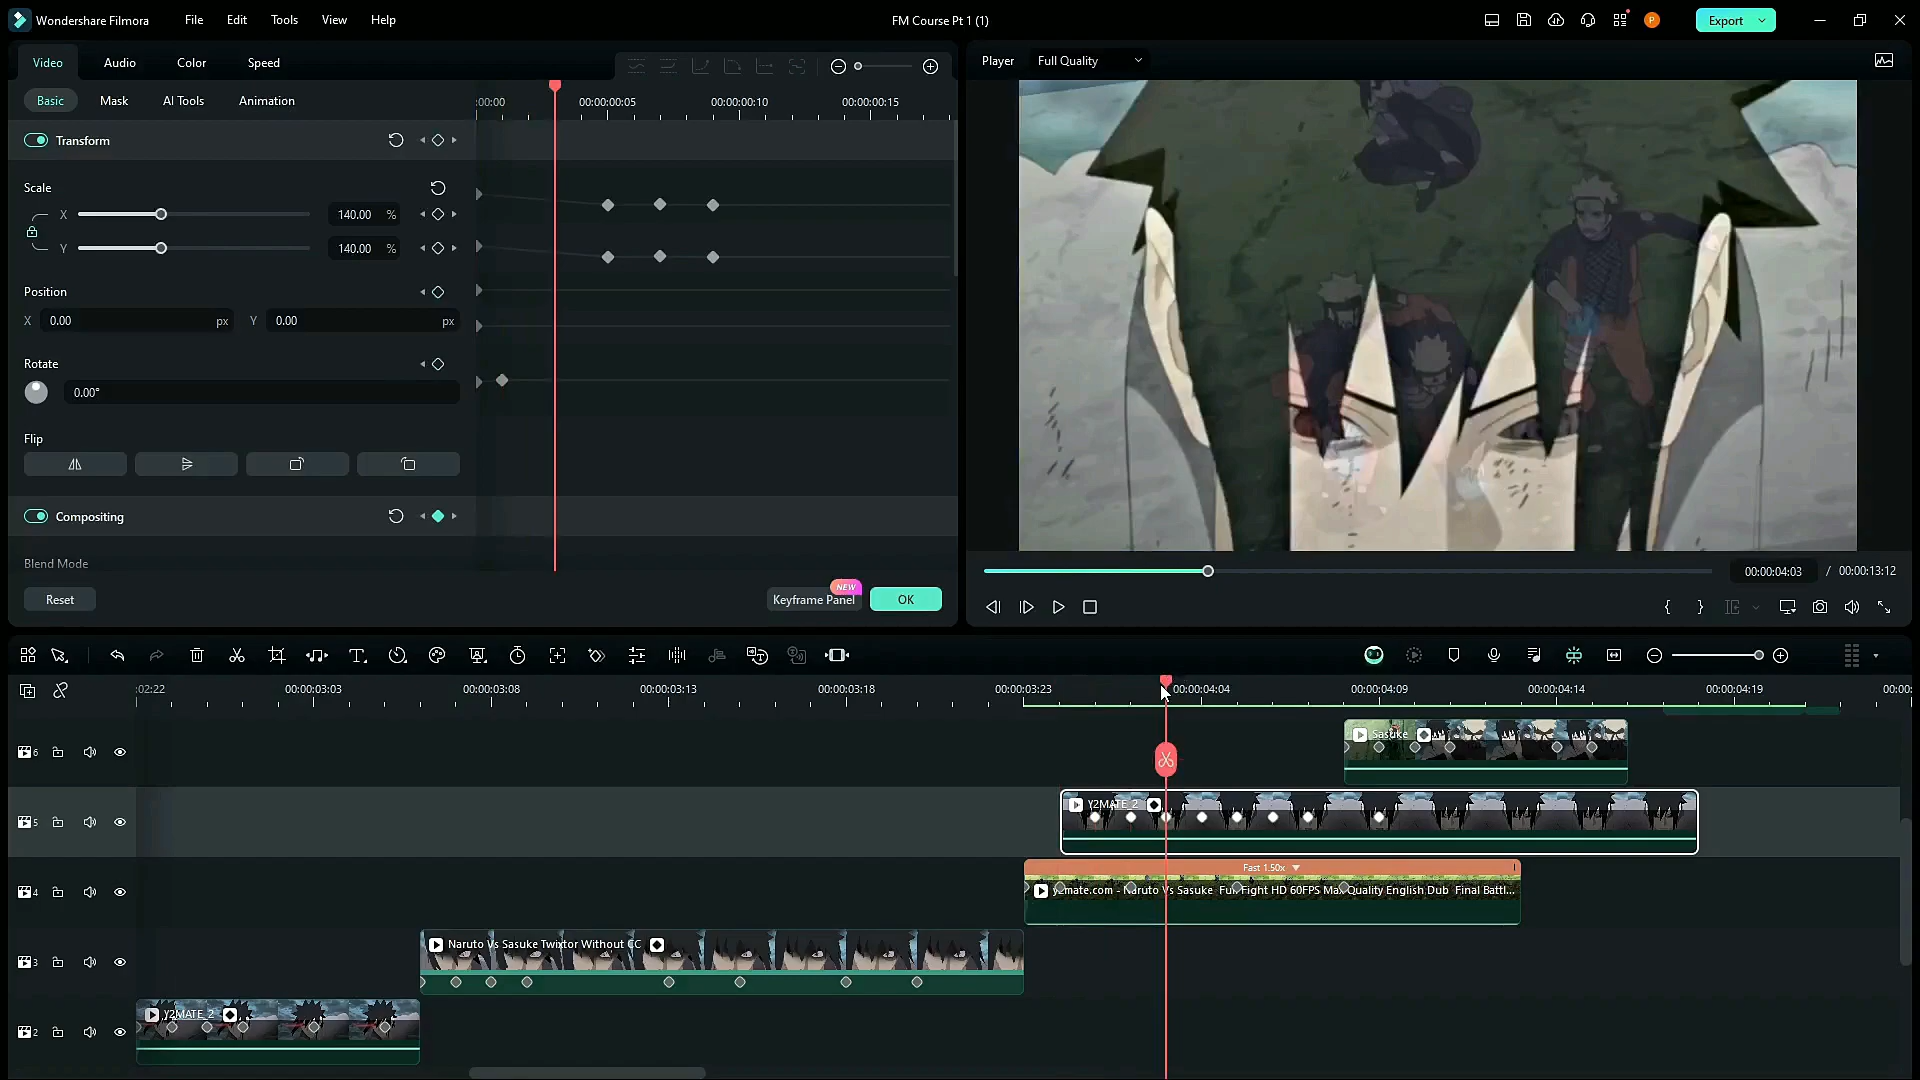 Wondershare Filmora File Edit Tools View Help FM Course Pt 1 (1) P Export
Video Audio Color Speed
Player Full Quality
Basic Mask AI Tools Animation
:00:00 00:00:00:05 00:00:00:10 00:00:00:15
Transform
Scale
X 140.00 %
Y 140.00 %
Position
X 0.00 px Y 0.00 px
Rotate
0.00°
Flip
Compositing
Blend Mode
Reset
NEW
Keyframe Panel
OK
00:00:04:03 / 00:00:13:12
:02:22 00:00:03:03 00:00:03:08 00:00:03:13 00:00:03:18 00:00:03:23 00:00:04:04 00:00:04:09 00:00:04:14 00:00:04:19 00:00:
6
Sasuke
5
Y2MATE_2
4
Fast 1.50x
y2mate.com - Naruto Vs Sasuke Full Fight HD 60FPS Max Quality English Dub Final Battl...
3
Naruto Vs Sasuke Twixtor Without CC
2
Y2MATE_2